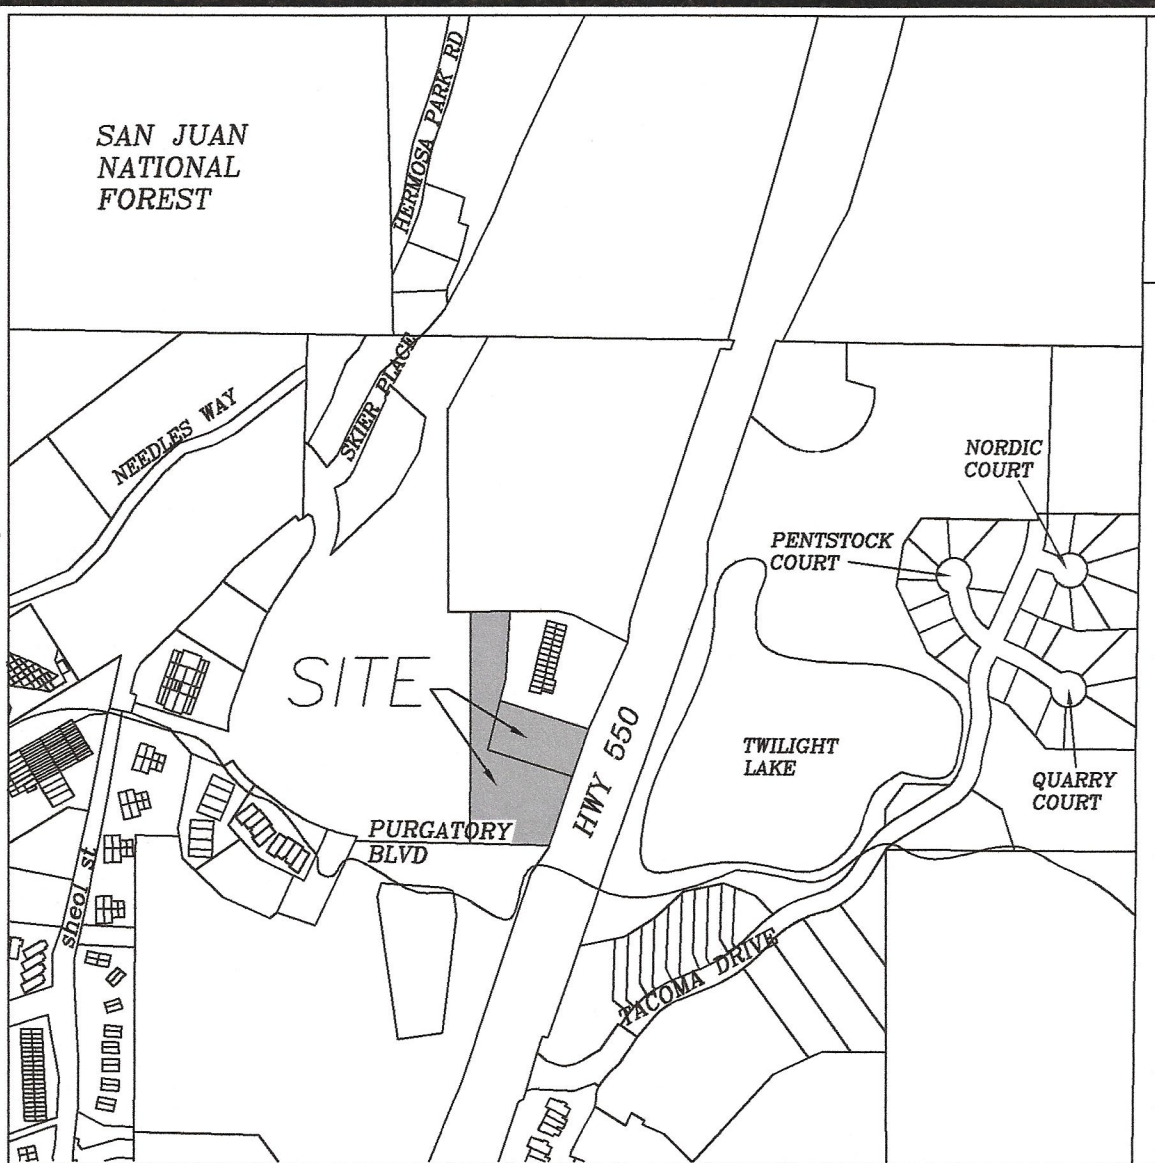 SAN JUAN
NATIONAL
FOREST
HERMOSA PARK RD
SKIER PLACE
NEEDLES WAY
NORDIC
COURT
PENTSTOCK
COURT
SITE
HWY 550
TWILIGHT
LAKE
QUARRY
COURT
PURGATORY
BLVD
sheol st
TACOMA DRIVE